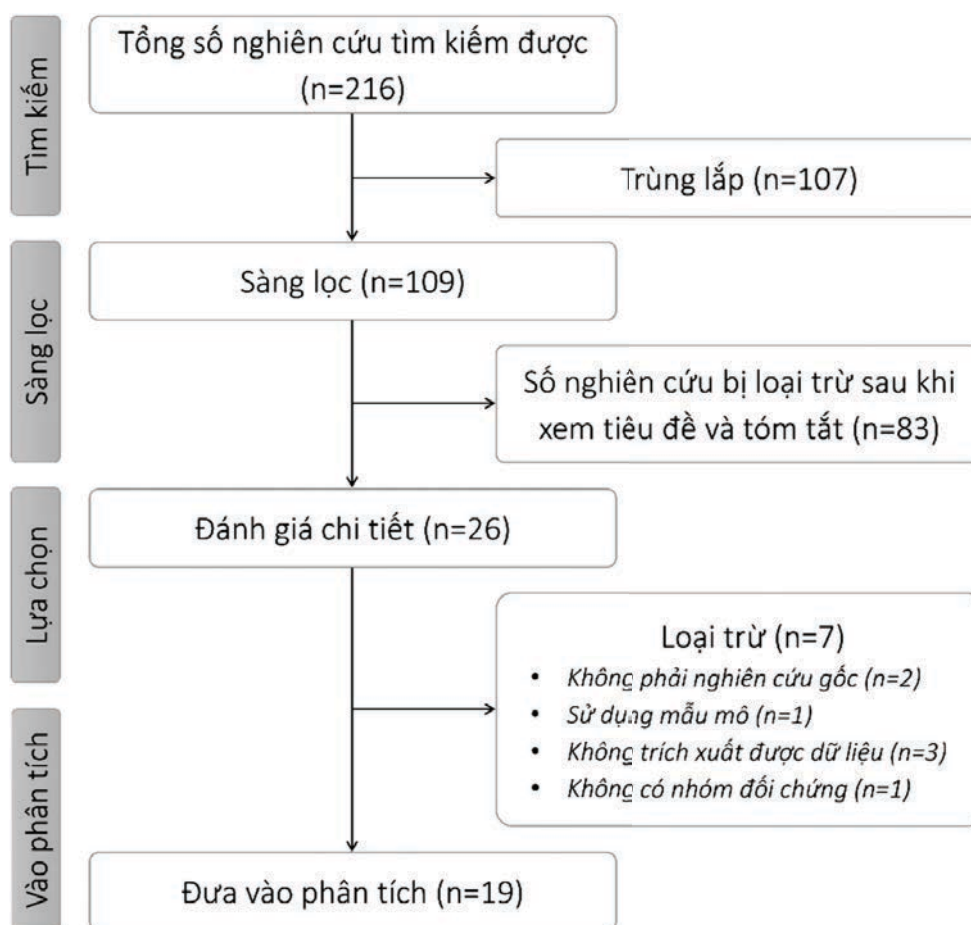 Tìm kiếm
Tổng số nghiên cứu tìm kiếm được
(n=216)
Trùng lắp (n=107)
Sàng lọc
Sàng lọc (n=109)
Số nghiên cứu bị loại trừ sau khi
xem tiêu đề và tóm tắt (n=83)
Lựa chọn
Đánh giá chi tiết (n=26)
Loại trừ (n=7)
• Không phải nghiên cứu gốc (n=2)
• Sử dụng mẫu mô (n=1)
• Không trích xuất được dữ liệu (n=3)
• Không có nhóm đối chứng (n=1)
Vào phân tích
Đưa vào phân tích (n=19)